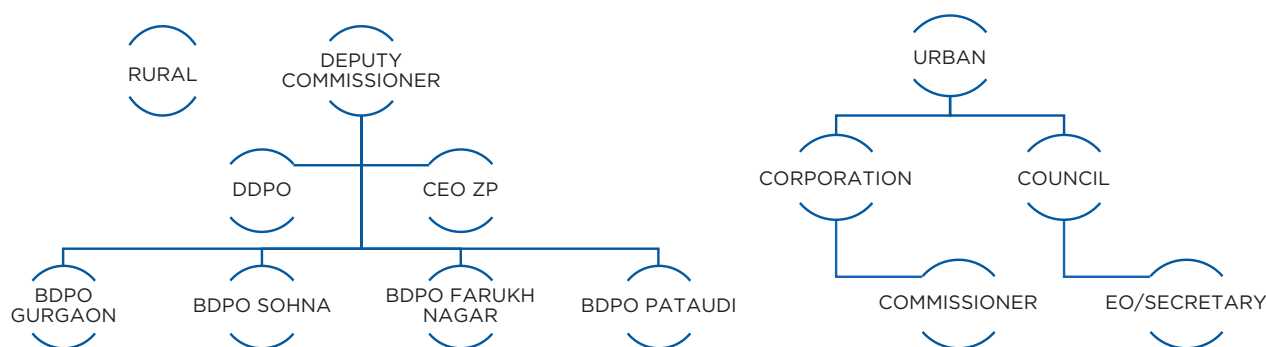 RURAL
DEPUTY
COMMISSIONER
DDPO
CEO ZP
BDPO
GURGAON
BDPO SOHNA
BDPO FARUKH
NAGAR
BDPO PATAUDI
URBAN
CORPORATION
COUNCIL
COMMISSIONER
EO/SECRETARY